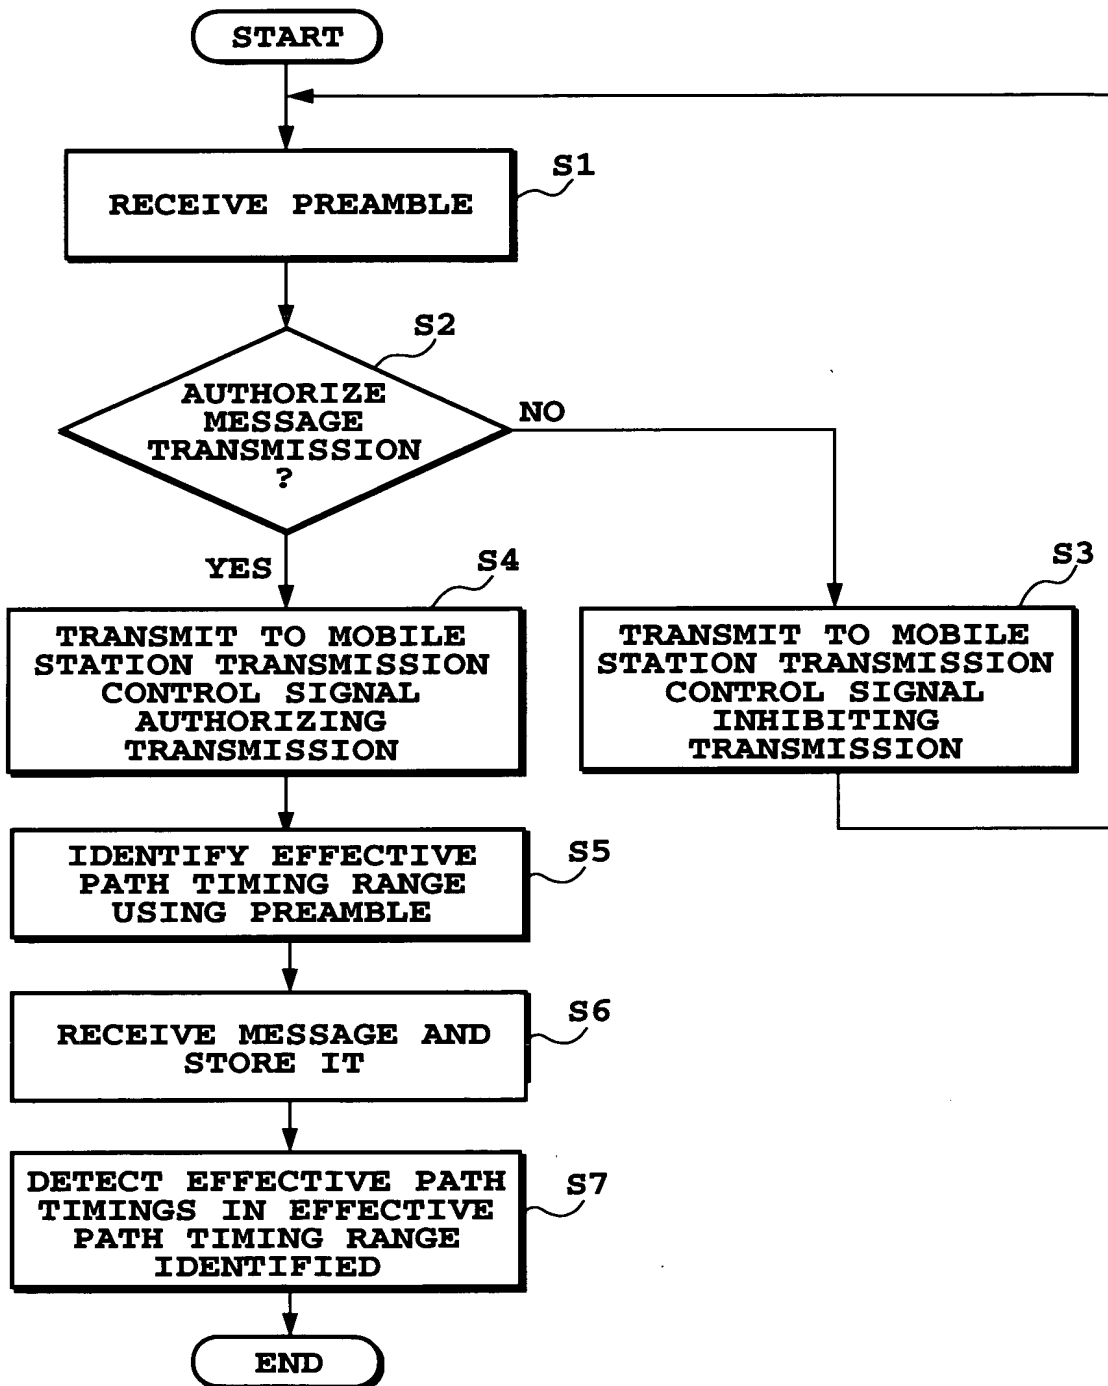 START
S1
RECEIVE PREAMBLE
S2
AUTHORIZE
MESSAGE
TRANSMISSION
?
NO
YES
S4
TRANSMIT TO MOBILE
STATION TRANSMISSION
CONTROL SIGNAL
AUTHORIZING
TRANSMISSION
S3
TRANSMIT TO MOBILE
STATION TRANSMISSION
CONTROL SIGNAL
INHIBITING
TRANSMISSION
S5
IDENTIFY EFFECTIVE
PATH TIMING RANGE
USING PREAMBLE
S6
RECEIVE MESSAGE AND
STORE IT
S7
DETECT EFFECTIVE PATH
TIMINGS IN EFFECTIVE
PATH TIMING RANGE
IDENTIFIED
END